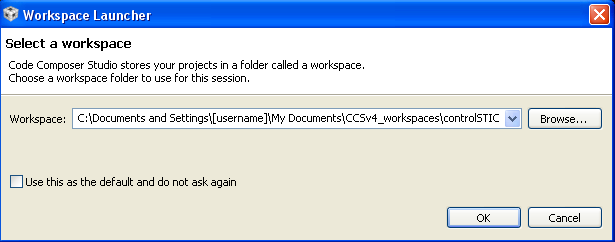 Workspace Launcher
Select a workspace
Code Composer Studio stores your projects in a folder called a workspace.
Choose a workspace folder to use for this session.
Workspace: C:\Documents and Settings\[username]\My Documents\CCSv4_workspaces\controlSTIC Browse...
Use this as the default and do not ask again
OK Cancel